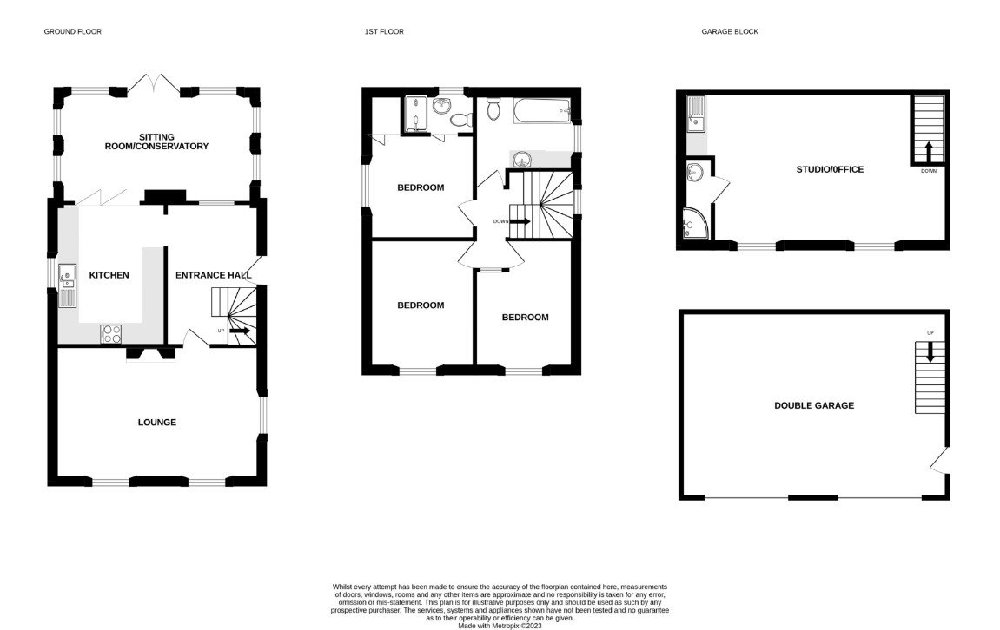 GROUND FLOOR
1ST FLOOR
GARAGE BLOCK
SITTING
ROOM/CONSERVATORY
KITCHEN
ENTRANCE HALL
UP
LOUNGE
BEDROOM
DOWN
BEDROOM
BEDROOM
STUDIO/0FFICE
DOWN
UP
DOUBLE GARAGE
Whilst every attempt has been made to ensure the accuracy of the floorplan contained here, measurements
of doors, windows, rooms and any other items are approximate and no responsibility is taken for any error,
omission or mis-statement. This plan is for illustrative purposes only and should be used as such by any
prospective purchaser. The services, systems and appliances shown have not been tested and no guarantee
as to their operability or efficiency can be given.
Made with Metropix ©2023